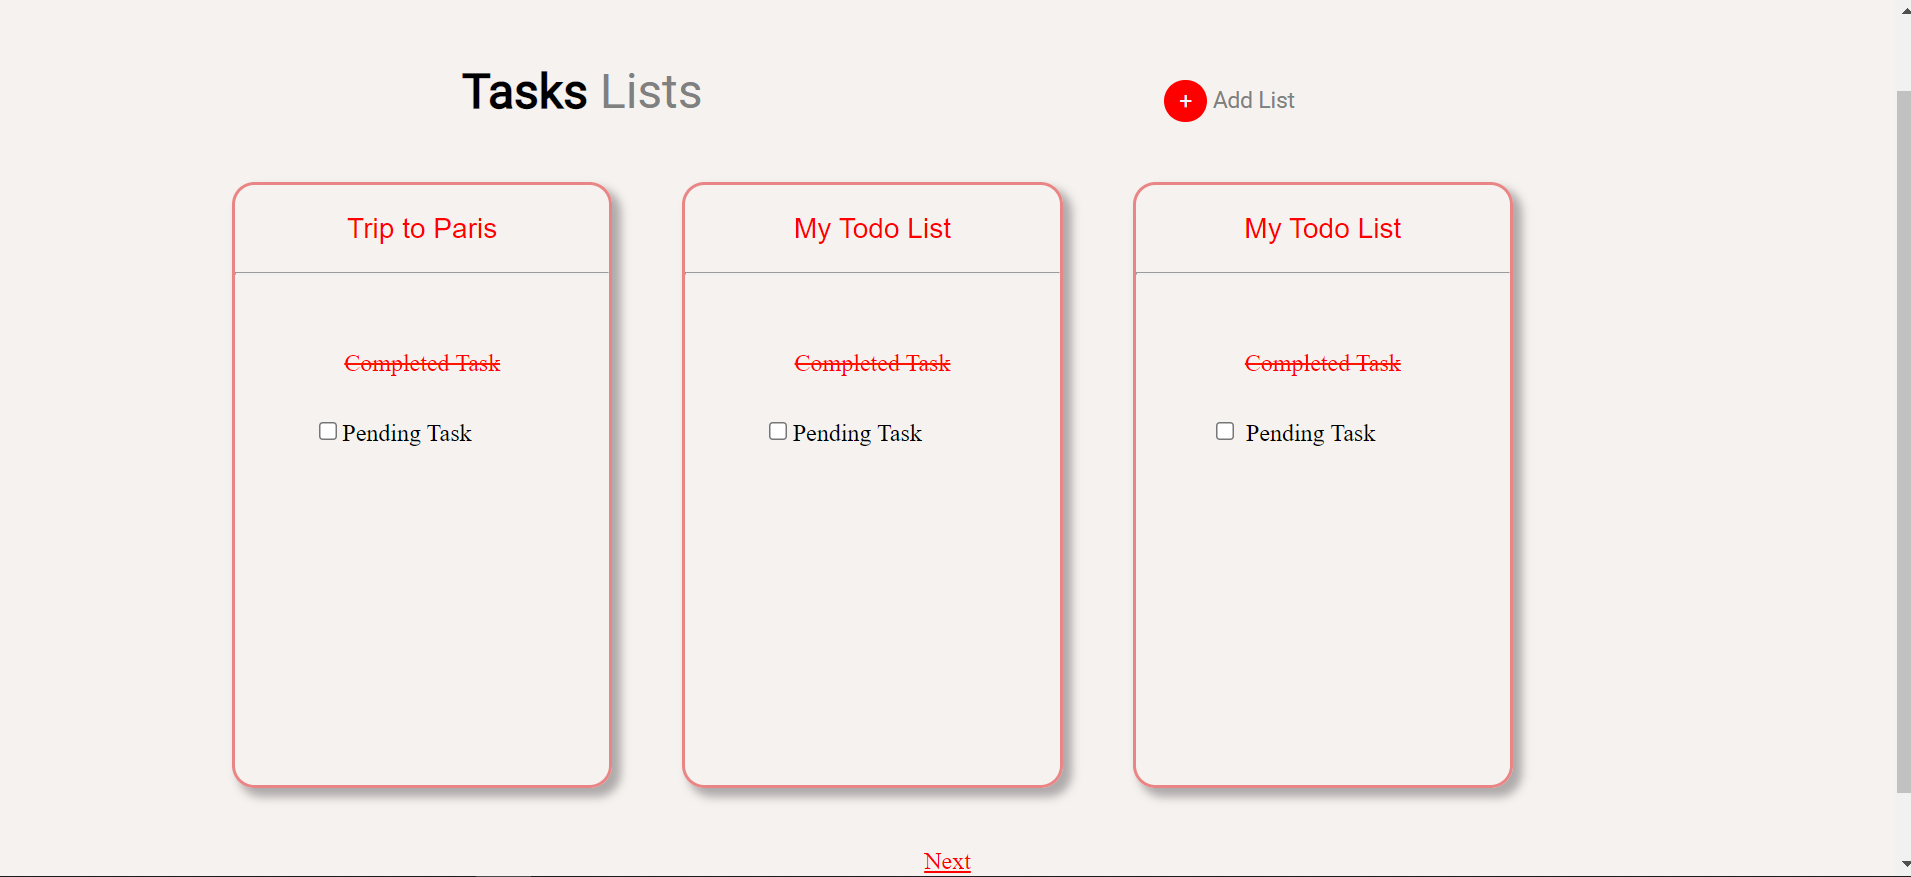 Tasks Lists
+ Add List
Trip to Paris
Completed Task
Pending Task
My Todo List
Completed Task
Pending Task
My Todo List
Completed Task
Pending Task
Next